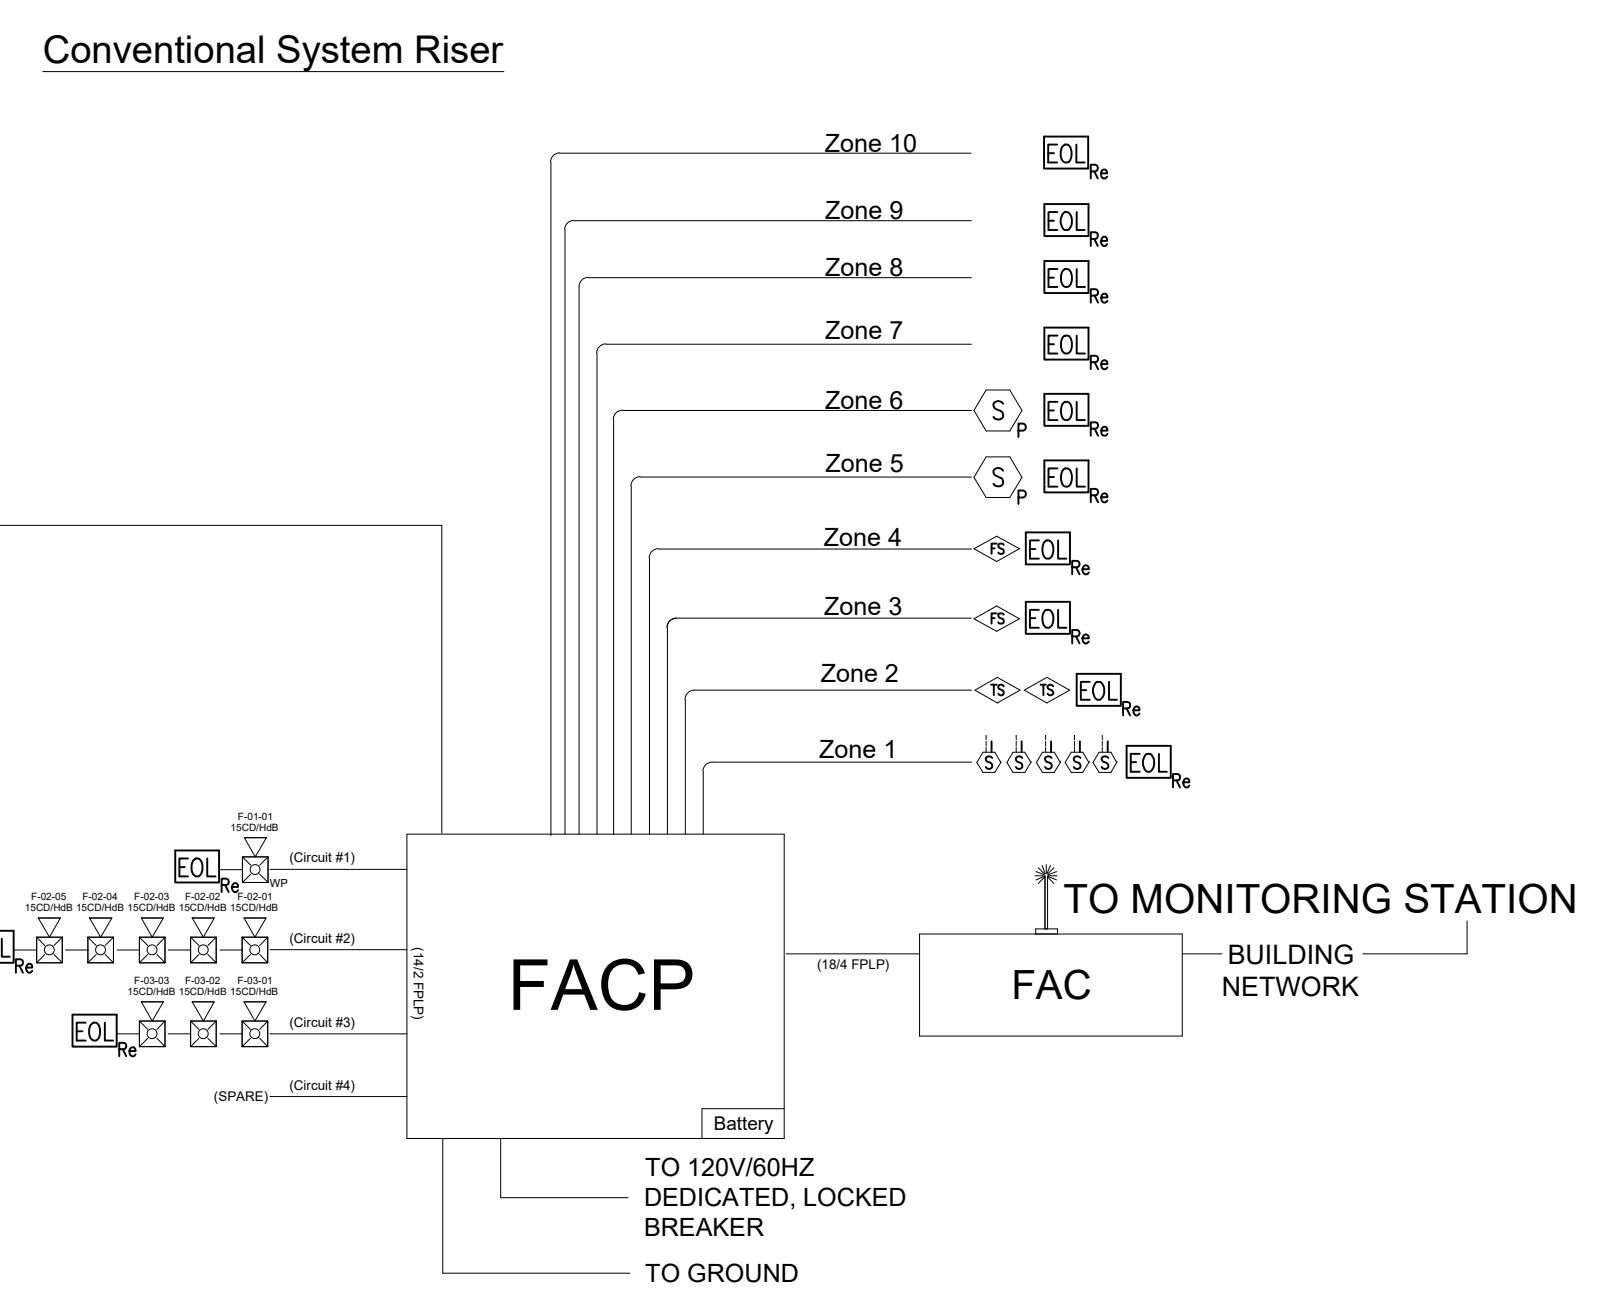 Conventional System Riser
Zone 10
EOL
Re
Zone 9
EOL
Re
Zone 8
EOL
Re
Zone 7
EOL
Re
Zone 6
S
P
EOL
Re
Zone 5
S
P
EOL
Re
Zone 4
FS
EOL
Re
Zone 3
FS
EOL
Re
Zone 2
TS
TS
EOL
Re
Zone 1
S
S
S
S
S
EOL
Re
F-01-01
15CD/HdB
EOL
Re
WP
(Circuit #1)
F-02-05 F-02-04 F-02-03 F-02-02 F-02-01
15CD/HdB 15CD/HdB 15CD/HdB 15CD/HdB 15CD/HdB
L
Re
(Circuit #2)
F-03-03 F-03-02 F-03-01
15CD/HdB 15CD/HdB 15CD/HdB
EOL
Re
(Circuit #3)
(SPARE)
(Circuit #4)
(14/2 FPLP)
FACP
Battery
(18/4 FPLP)
FAC
TO MONITORING STATION
BUILDING
NETWORK
TO 120V/60HZ
DEDICATED, LOCKED
BREAKER
TO GROUND